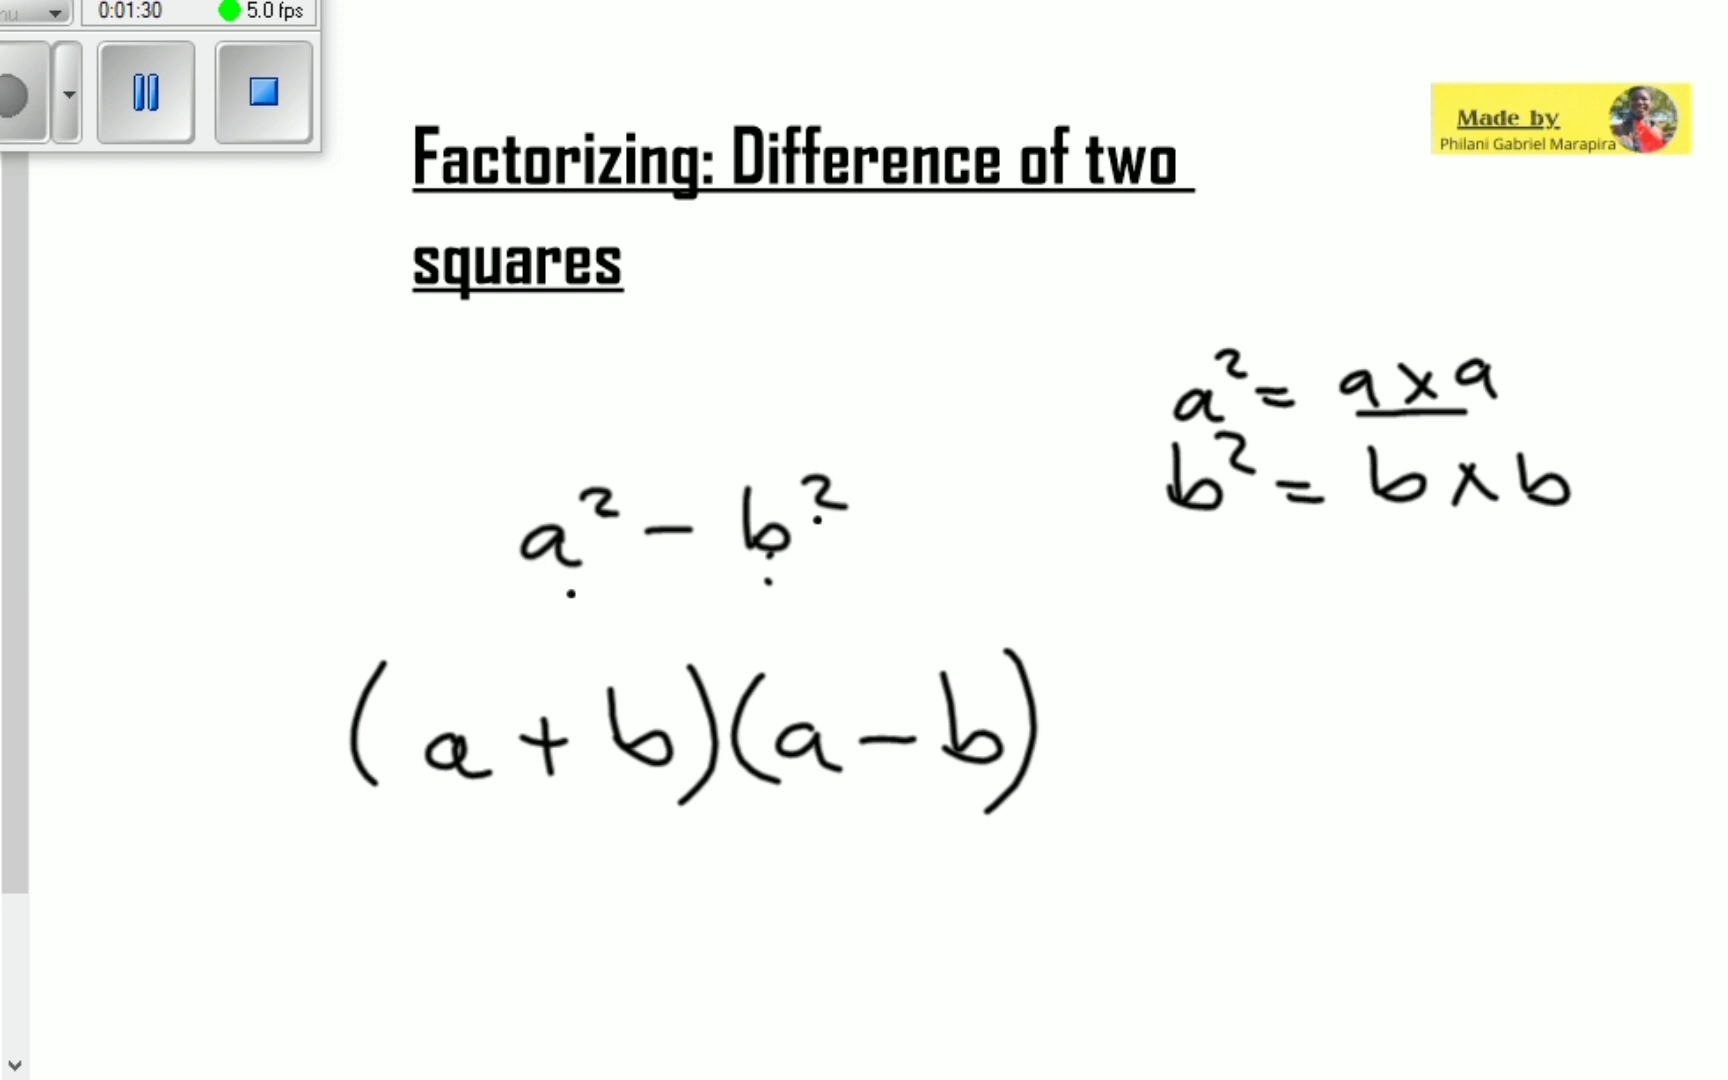 0:01:30 5.0 fps
Made by
Philani Gabriel Marapira
Factorizing: Difference of two
squares
a² = a × a
b² = b × b
a² - b²
(a + b)(a - b)